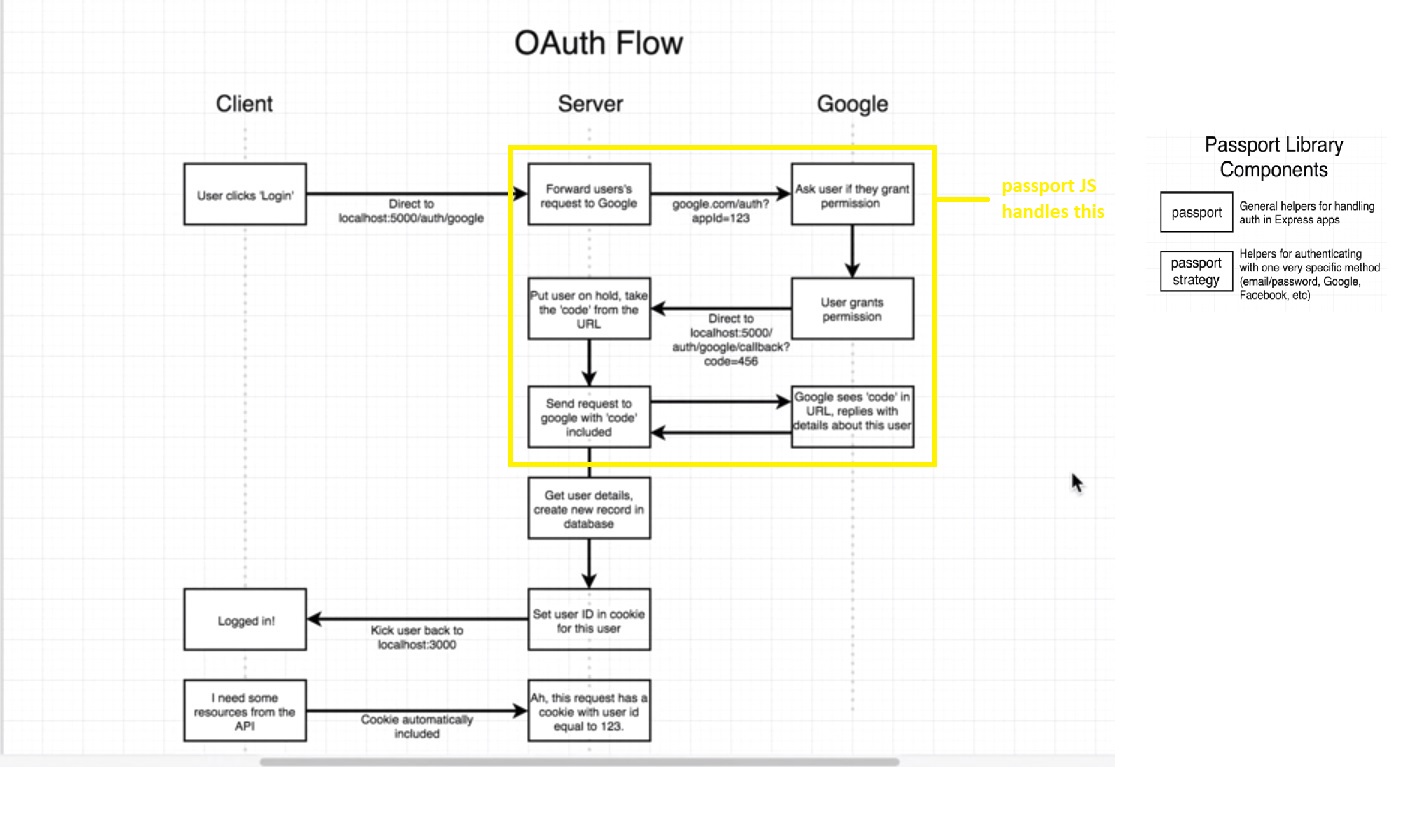 OAuth Flow
Client
Server
Google
User clicks 'Login'
Direct to
localhost:5000/auth/google
Forward users's
request to Google
google.com/auth?
appId=123
Ask user if they grant
permission
passport JS
handles this
Put user on hold, take
the 'code' from the
URL
Direct to
localhost:5000/
auth/google/callback?
code=456
User grants
permission
Send request to
google with 'code'
included
Google sees 'code' in
URL, replies with
details about this user
Get user details,
create new record in
database
Logged in!
Kick user back to
localhost:3000
Set user ID in cookie
for this user
I need some
resources from the
API
Cookie automatically
included
Ah, this request has a
cookie with user id
equal to 123.
Passport Library
Components
passport
General helpers for handling
auth in Express apps
passport
strategy
Helpers for authenticating
with one very specific method
(email/password, Google,
Facebook, etc)